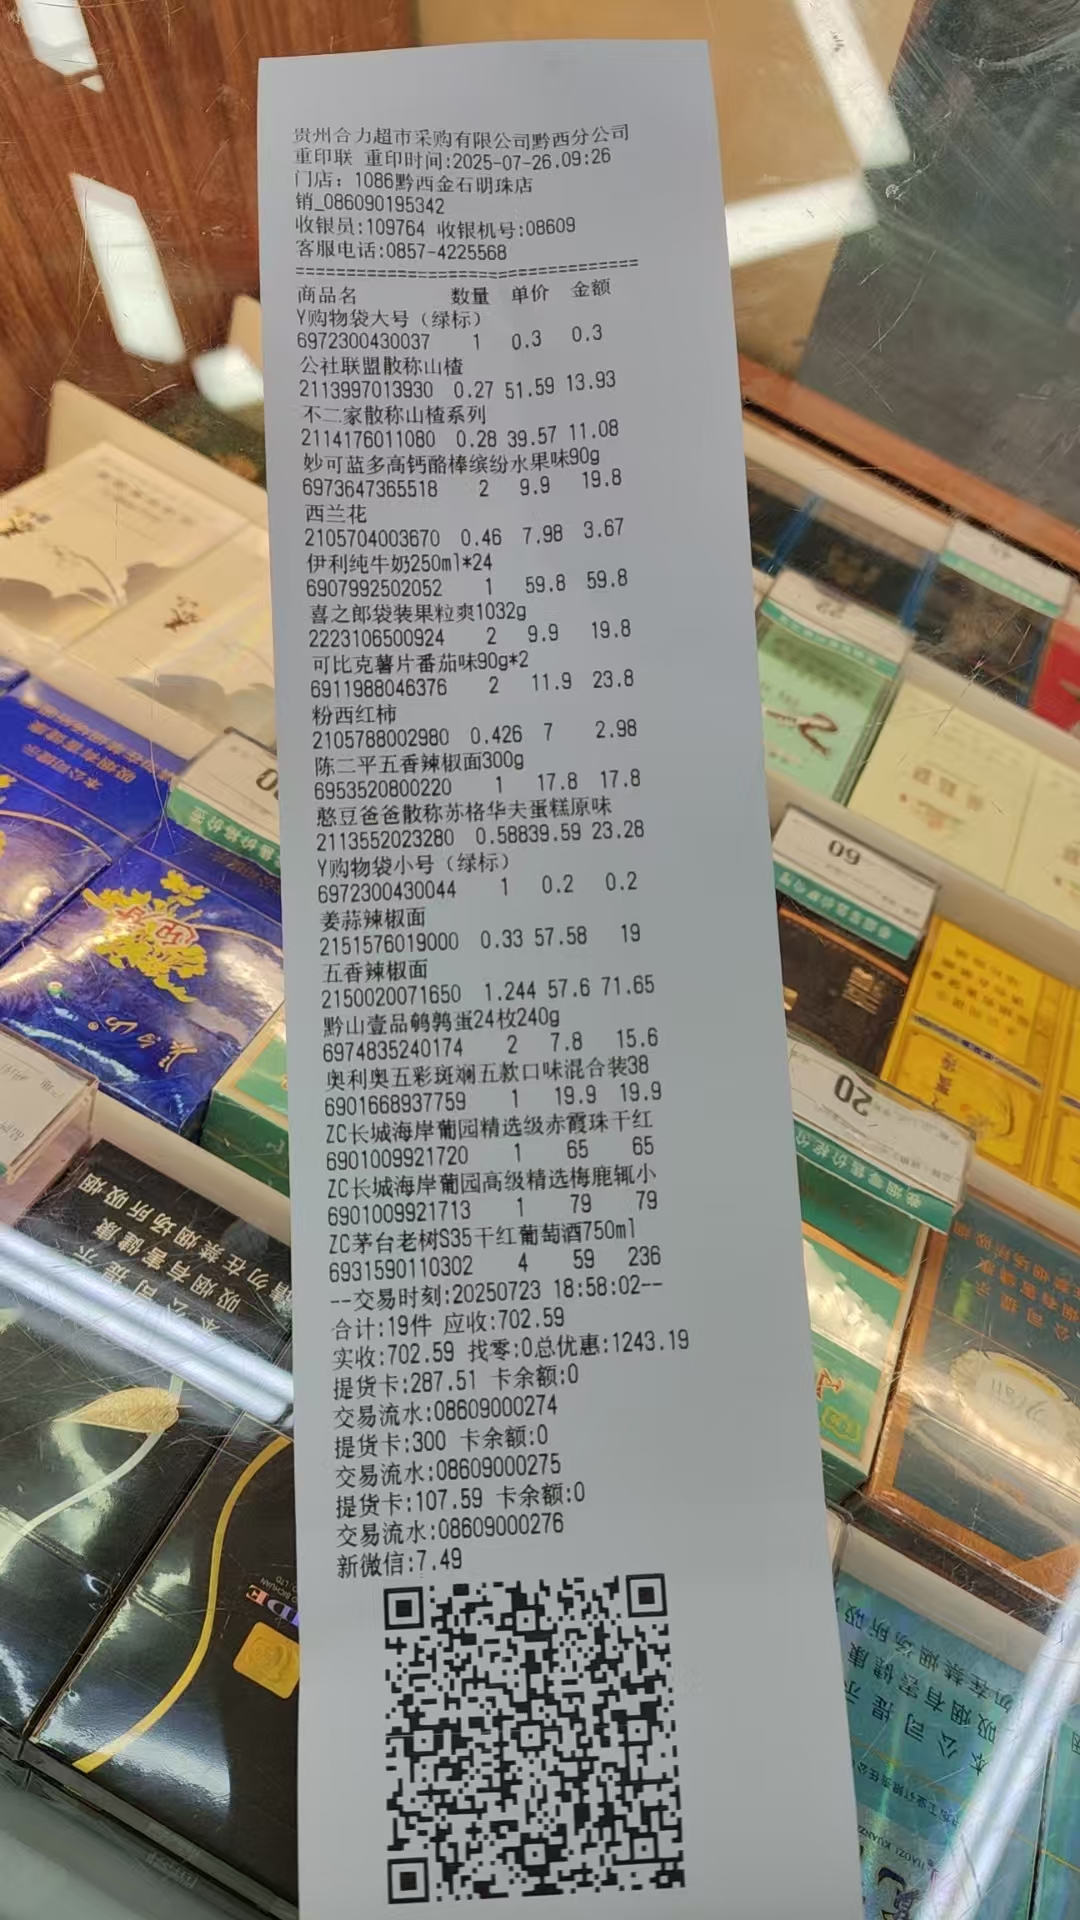 贵州合力超市采购有限公司黔西分公司
重印联 重印时间:2025-07-26.09:26
门店：1086黔西金石明珠店
销_086090195342
收银员:109764 收银机号:08609
客服电话:0857-4225568
==================================
商品名 数量 单价 金额
Y购物袋大号（绿标）
6972300430037 1 0.3 0.3
公社联盟散称山楂
2113997013930 0.27 51.59 13.93
不二家散称山楂系列
2114176011080 0.28 39.57 11.08
妙可蓝多高钙酪棒缤纷水果味90g
6973647365518 2 9.9 19.8
西兰花
2105704003670 0.46 7.98 3.67
伊利纯牛奶250ml*24
6907992502052 1 59.8 59.8
喜之郎袋装果粒爽1032g
2223106500924 2 9.9 19.8
可比克薯片番茄味90g*2
6911988046376 2 11.9 23.8
粉西红柿
2105788002980 0.426 7 2.98
陈二平五香辣椒面300g
6953520800220 1 17.8 17.8
憨豆爸爸散称苏格华夫蛋糕原味
2113552023280 0.58839.59 23.28
Y购物袋小号（绿标）
6972300430044 1 0.2 0.2
姜蒜辣椒面
2151576019000 0.33 57.58 19
五香辣椒面
2150020071650 1.244 57.6 71.65
黔山壹品鹌鹑蛋24枚240g
6974835240174 2 7.8 15.6
奥利奥五彩斑斓五款口味混合装38
6901668937759 1 19.9 19.9
ZC长城海岸葡园精选级赤霞珠干红
6901009921720 1 65 65
ZC长城海岸葡园高级精选梅鹿辄小
6901009921713 1 79 79
ZC茅台老树S35干红葡萄酒750ml
6931590110302 4 59 236
--交易时刻:20250723 18:58:02--
合计:19件 应收:702.59
实收:702.59 找零:0总优惠:1243.19
提货卡:287.51 卡余额:0
交易流水:08609000274
提货卡:300 卡余额:0
交易流水:08609000275
提货卡:107.59 卡余额:0
交易流水:08609000276
新微信:7.49
本公司提示
吸烟有害健康
请勿在禁烟场所吸烟
60
20